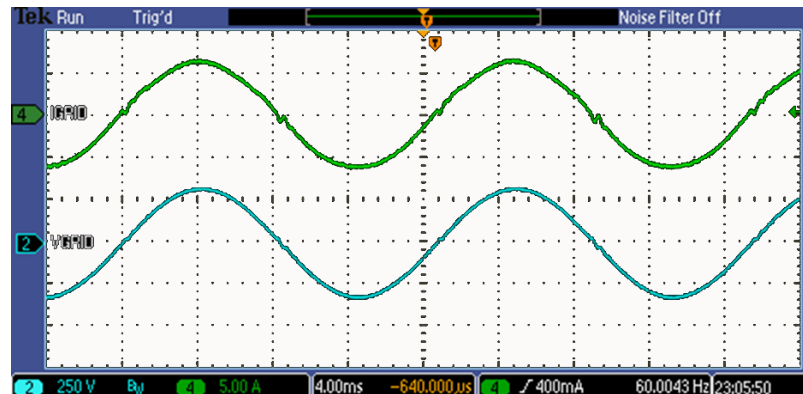 Tek Run Trig'd Noise Filter Off
4 IGRID
2 VGRID
2 250 V BW 4 5.00 A 4.00ms -640.000µs 4 400mA 60.0043 Hz 23:05:50